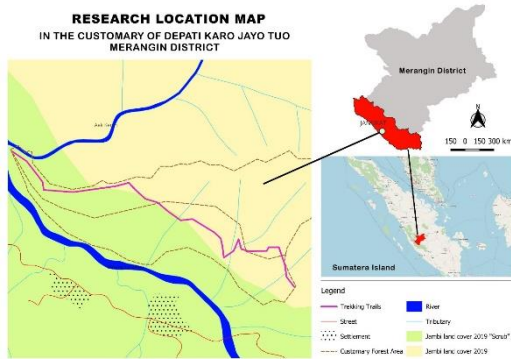 RESEARCH LOCATION MAP
IN THE CUSTOMARY OF DEPATI KARO JAYO TUO
MERANGIN DISTRICT
Merangin District
N
150 0 150 300 km
Sumatera Island
Legend
Trekking Trails
Street
Settlement
Customary Forest Area
River
Tributary
Jambi land cover 2019 "Scrub"
Jambi land cover 2019